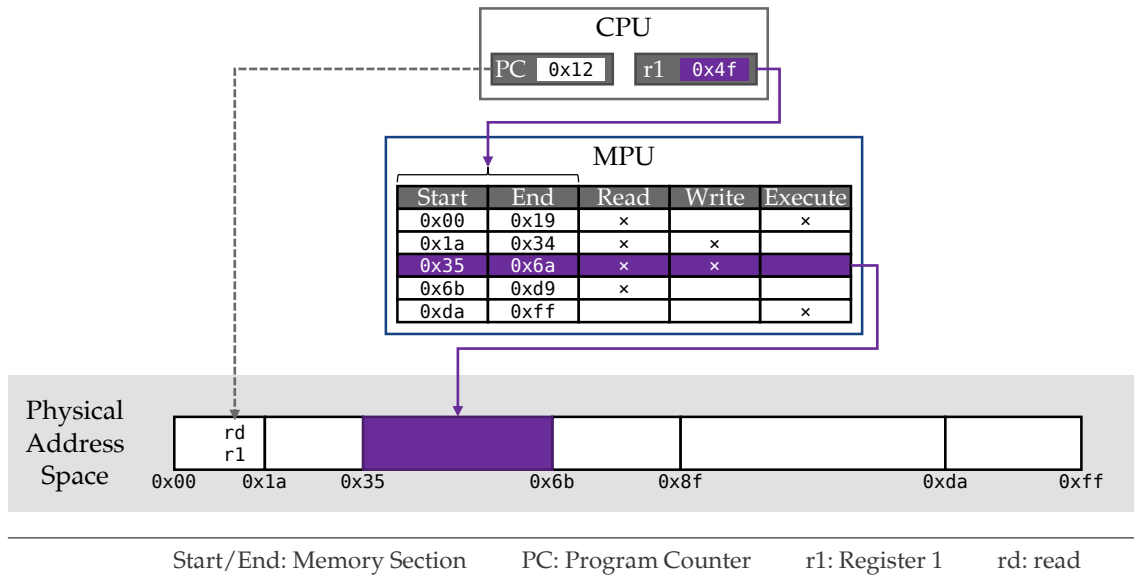 CPU
PC 0x12 r1 0x4f
MPU
Start End Read Write Execute
0x00 0x19 × ×
0x1a 0x34 × ×
0x35 0x6a × ×
0x6b 0xd9 ×
0xda 0xff ×
Physical
Address
Space
rd
r1
0x00 0x1a 0x35 0x6b 0x8f 0xda 0xff
Start/End: Memory Section PC: Program Counter r1: Register 1 rd: read